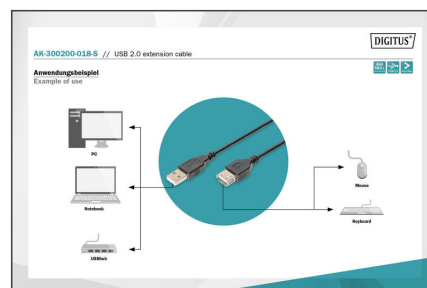 DIGITUS®
AK-300200-018-S // USB 2.0 extension cable
Anwendungsbeispiel
Example of use
PC
Notebook
USBhub
Mouse
Keyboard